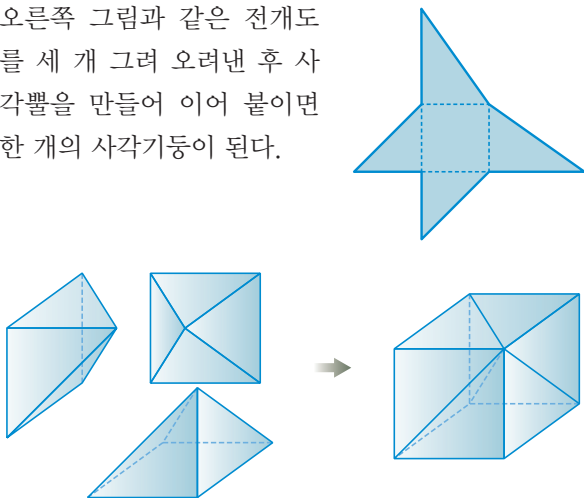 오른쪽 그림과 같은 전개도
를 세 개 그려 오려낸 후 사
각뿔을 만들어 이어 붙이면
한 개의 사각기둥이 된다.